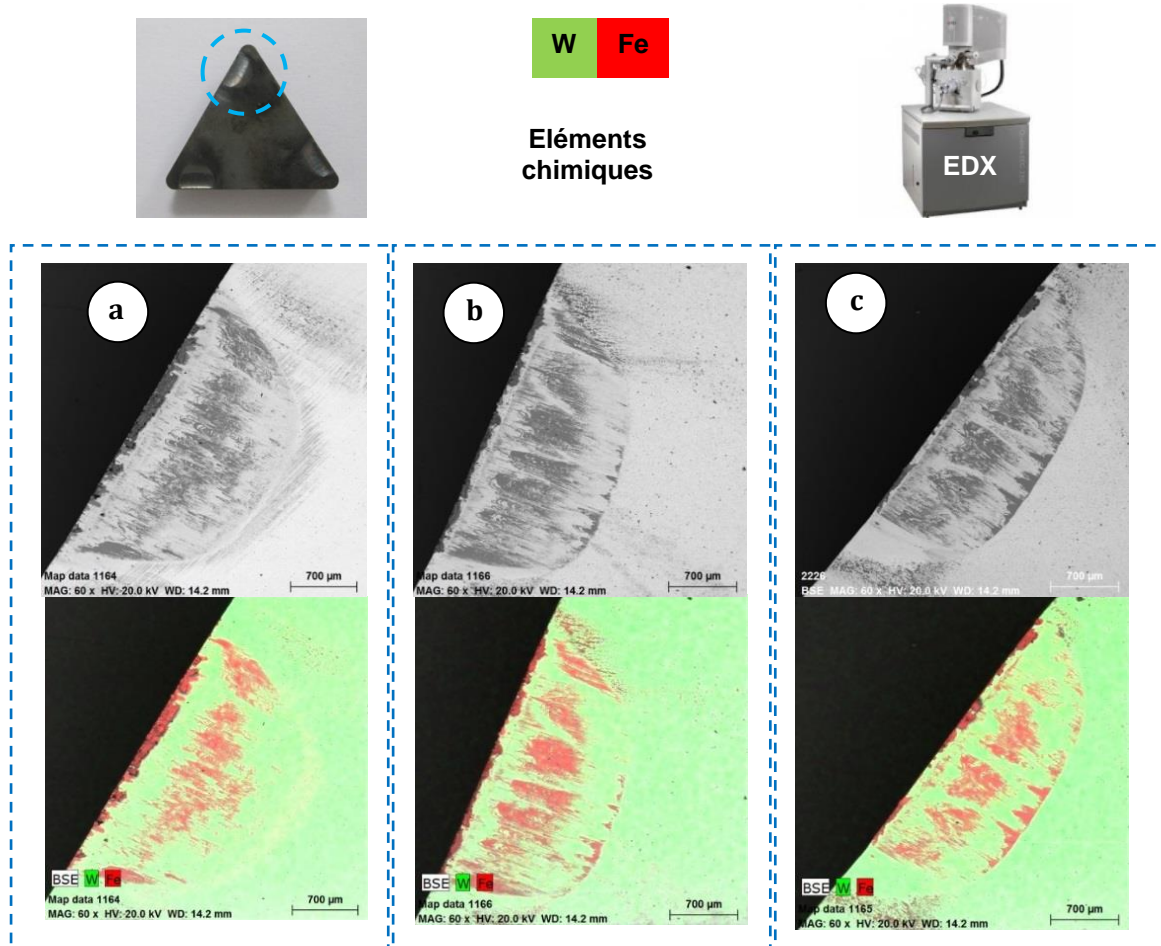 W Fe
Eléments
chimiques
EDX
a
b
c
Map data 1164
MAG: 60 x HV: 20.0 kV WD: 14.2 mm
700 µm
Map data 1166
MAG: 60 x HV: 20.0 kV WD: 14.2 mm
700 µm
2226
BSE MAG: 60 x HV: 20.0 kV WD: 14.2 mm
700 µm
BSE W Fe
Map data 1164
MAG: 60 x HV: 20.0 kV WD: 14.2 mm
700 µm
BSE W Fe
Map data 1166
MAG: 60 x HV: 20.0 kV WD: 14.2 mm
700 µm
BSE W Fe
Map data 1165
MAG: 60 x HV: 20.0 kV WD: 14.2 mm
700 µm